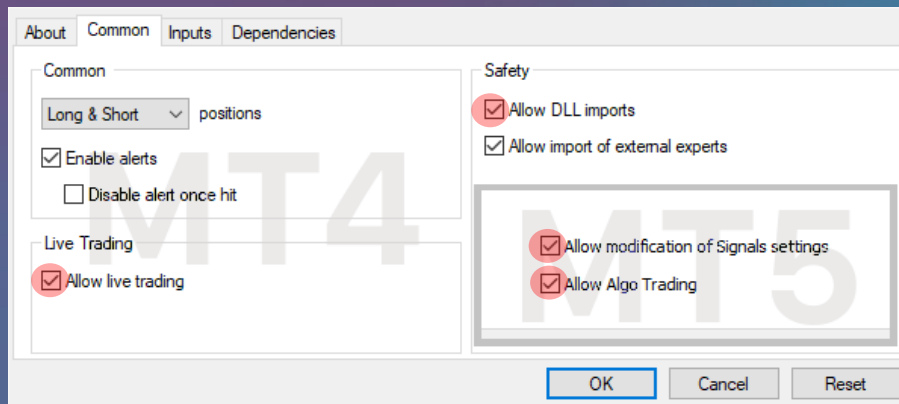 About Common Inputs Dependencies
Common
Long & Short positions
Enable alerts
Disable alert once hit
Live Trading
Allow live trading
MT4
Safety
Allow DLL imports
Allow import of external experts
Allow modification of Signals settings
Allow Algo Trading
MT5
OK Cancel Reset